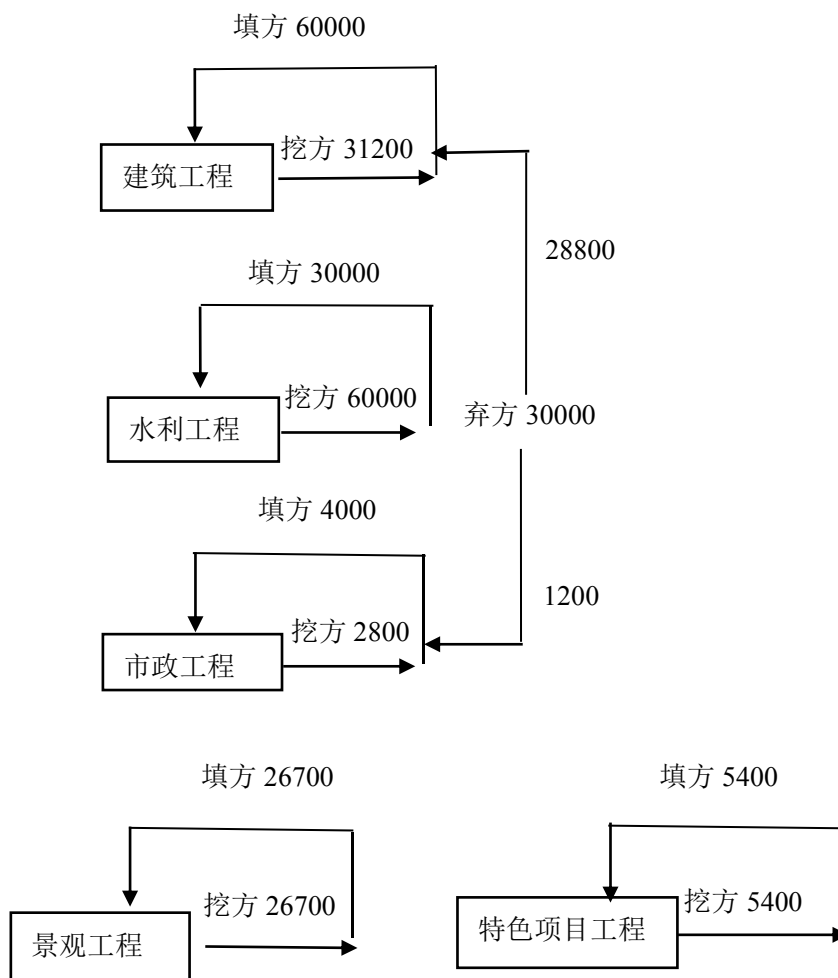 填方 60000
挖方 31200
建筑工程
28800
填方 30000
挖方 60000
水利工程
弃方 30000
填方 4000
1200
挖方 2800
市政工程
填方 26700
填方 5400
挖方 26700
挖方 5400
景观工程
特色项目工程